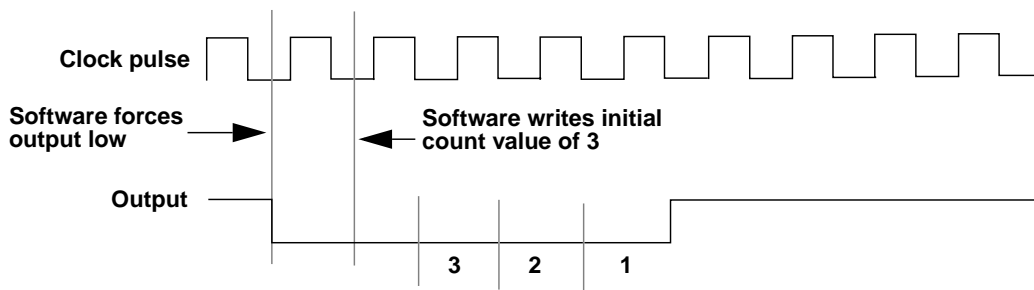 Clock pulse
Software forces
output low
Software writes initial
count value of 3
Output
3 2 1